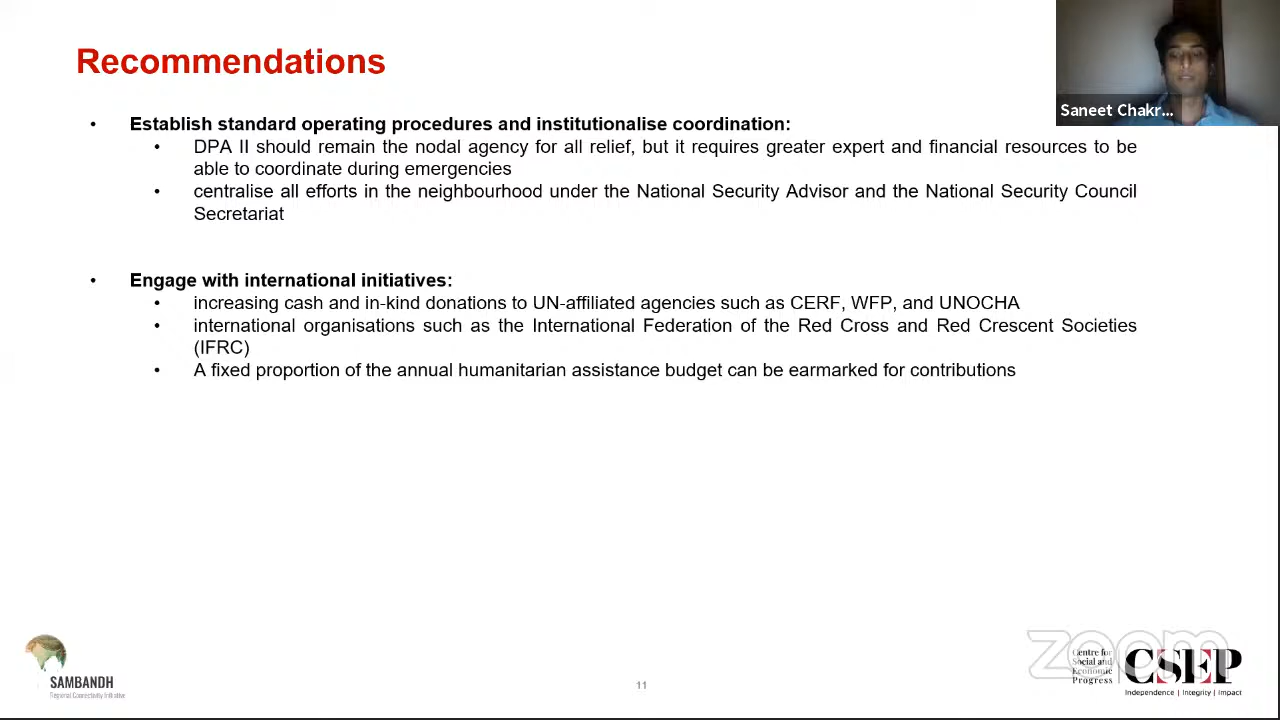 Recommendations
Saneet Chakr...
• Establish standard operating procedures and institutionalise coordination:
• DPA II should remain the nodal agency for all relief, but it requires greater expert and financial resources to be
able to coordinate during emergencies
• centralise all efforts in the neighbourhood under the National Security Advisor and the National Security Council
Secretariat
• Engage with international initiatives:
• increasing cash and in-kind donations to UN-affiliated agencies such as CERF, WFP, and UNOCHA
• international organisations such as the International Federation of the Red Cross and Red Crescent Societies
(IFRC)
• A fixed proportion of the annual humanitarian assistance budget can be earmarked for contributions
SAMBANDH
Regional Connectivity Initiative
11
zoom
Centre for
Social and
Economic
Progress
CSEP
Independence | Integrity | Impact